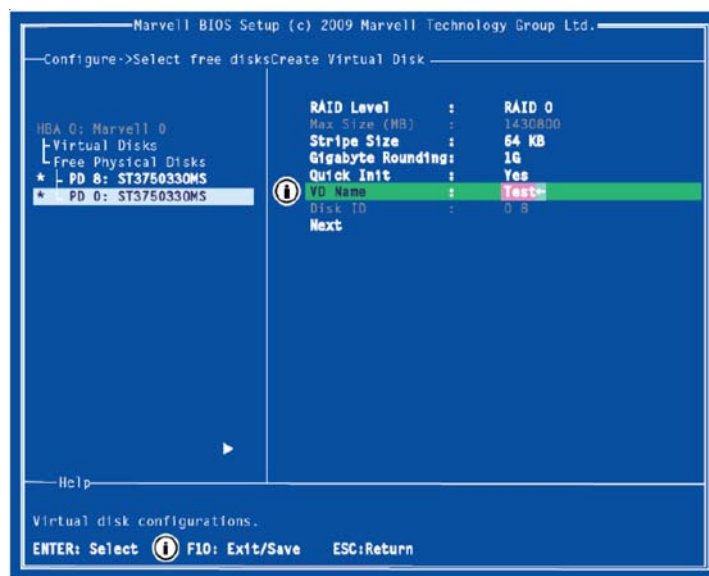 Marvell BIOS Setup (c) 2009 Marvell Technology Group Ltd.
Configure->Select free disksCreate Virtual Disk
HBA 0: Marvell 0
Virtual Disks
Free Physical Disks
* PD 8: ST3750330MS
* PD 0: ST3750330MS
RAID Level : RAID 0
Max Size (MB) : 1430800
Stripe Size : 64 KB
Gigabyte Rounding: 1G
Quick Init : Yes
i VD Name : Test←
Disk ID : 0 8
Next
Help
Virtual disk configurations.
ENTER: Select i F10: Exit/Save ESC:Return